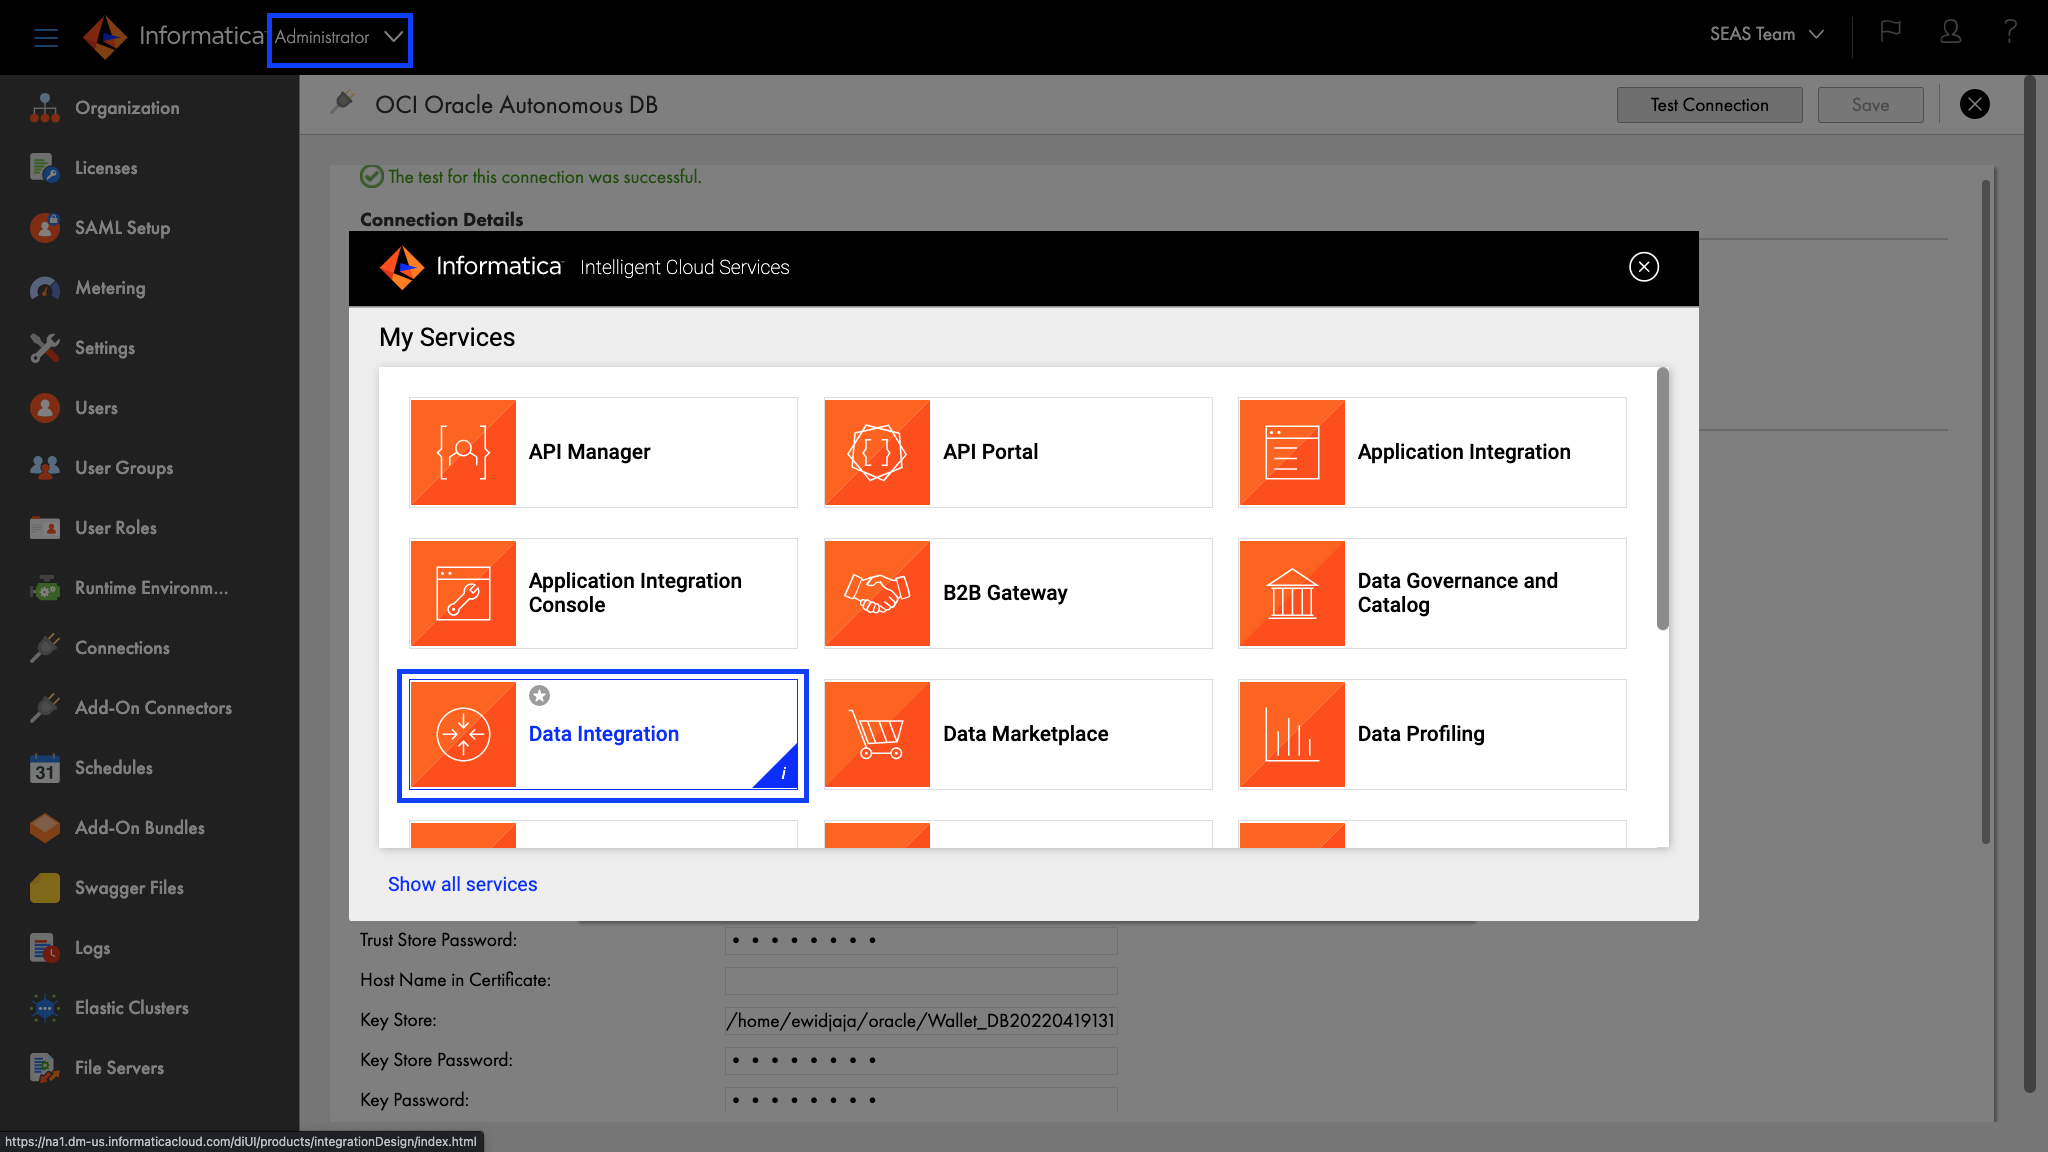 Informatica
Administrator
SEAS Team
?
Organization
Licenses
SAML Setup
Metering
Settings
Users
User Groups
User Roles
Runtime Environm...
Connections
Add-On Connectors
31
Schedules
Add-On Bundles
Swagger Files
Logs
Elastic Clusters
File Servers
OCI Oracle Autonomous DB
Test Connection
Save
The test for this connection was successful.
Connection Details
Informatica Intelligent Cloud Services
My Services
API Manager
API Portal
Application Integration
Application Integration
Console
B2B Gateway
Data Governance and
Catalog
Data Integration
i
Data Marketplace
Data Profiling
Show all services
Trust Store Password:
Host Name in Certificate:
Key Store:
/home/ewidjaja/oracle/Wallet_DB20220419131
Key Store Password:
Key Password:
https://na1.dm-us.informaticacloud.com/diUI/products/integrationDesign/index.html